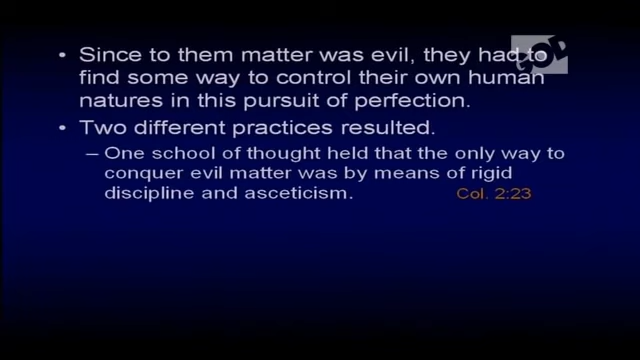 • Since to them matter was evil, they had to
find some way to control their own human
natures in this pursuit of perfection.
• Two different practices resulted.
– One school of thought held that the only way to
conquer evil matter was by means of rigid
discipline and asceticism. Col. 2:23